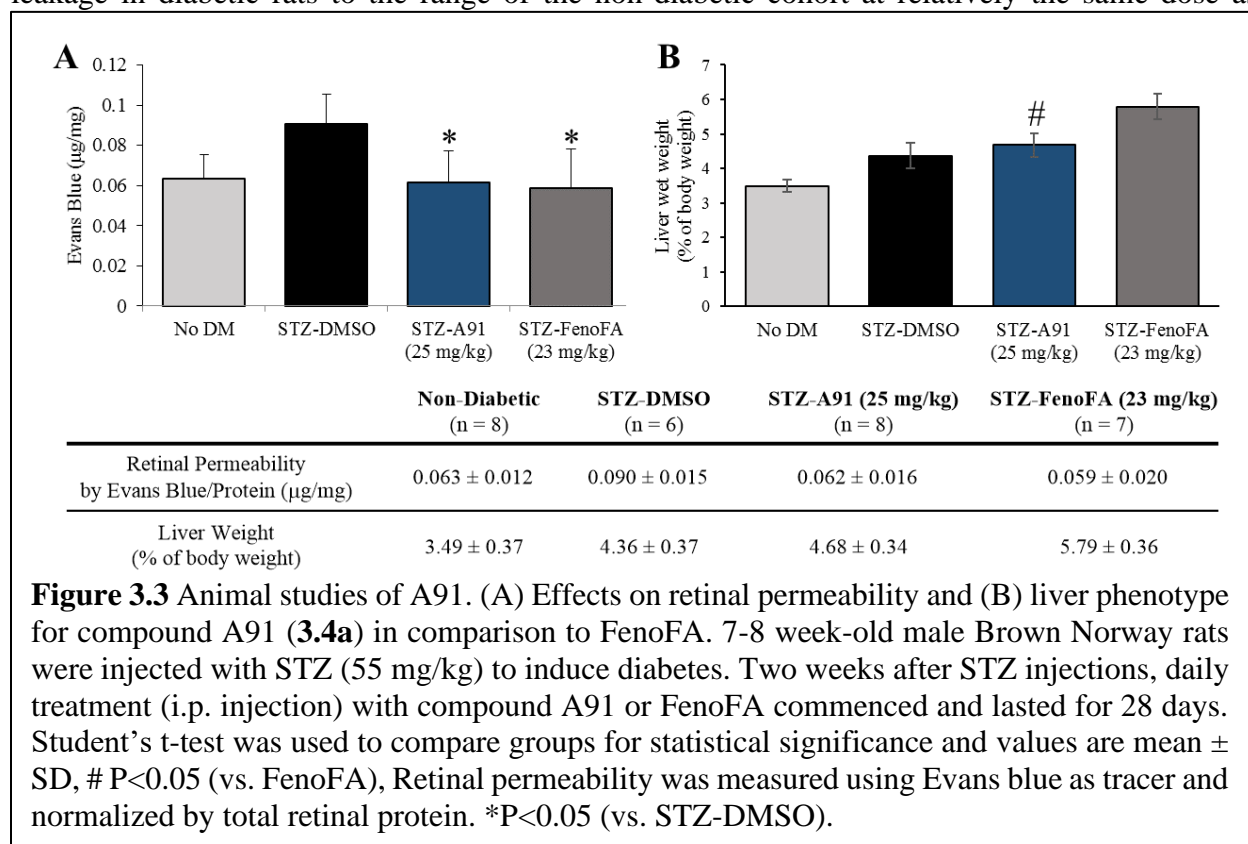 leakage in diabetic rats to the range of the non-diabetic cohort at relatively the same dose as
A
0.12
0.1
0.08
0.06
0.04
0.02
0
Evans Blue (µg/mg)
* *
No DM STZ-DMSO STZ-A91 STZ-FenoFA
(25 mg/kg) (23 mg/kg)
B
7
6
5
4
3
2
1
0
Liver wet weight
(% of body weight)
#
No DM STZ-DMSO STZ-A91 STZ-FenoFA
(25 mg/kg) (23 mg/kg)
Non-Diabetic STZ-DMSO STZ-A91 (25 mg/kg) STZ-FenoFA (23 mg/kg)
(n = 8) (n = 6) (n = 8) (n = 7)
Retinal Permeability
by Evans Blue/Protein (µg/mg) 0.063 ± 0.012 0.090 ± 0.015 0.062 ± 0.016 0.059 ± 0.020
Liver Weight
(% of body weight) 3.49 ± 0.37 4.36 ± 0.37 4.68 ± 0.34 5.79 ± 0.36
Figure 3.3 Animal studies of A91. (A) Effects on retinal permeability and (B) liver phenotype
for compound A91 (3.4a) in comparison to FenoFA. 7-8 week-old male Brown Norway rats
were injected with STZ (55 mg/kg) to induce diabetes. Two weeks after STZ injections, daily
treatment (i.p. injection) with compound A91 or FenoFA commenced and lasted for 28 days.
Student’s t-test was used to compare groups for statistical significance and values are mean ±
SD, # P<0.05 (vs. FenoFA), Retinal permeability was measured using Evans blue as tracer and
normalized by total retinal protein. *P<0.05 (vs. STZ-DMSO).